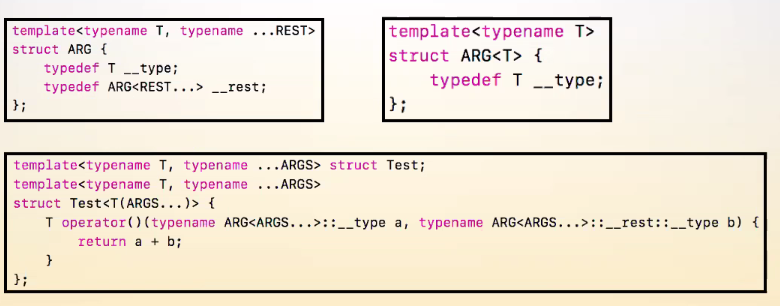 template<typename T, typename ...REST>
struct ARG {
    typedef T __type;
    typedef ARG<REST...> __rest;
};
template<typename T>
struct ARG<T> {
    typedef T __type;
};
template<typename T, typename ...ARGS> struct Test;
template<typename T, typename ...ARGS>
struct Test<T(ARGS...)> {
    T operator()(typename ARG<ARGS...>::__type a, typename ARG<ARGS...>::__rest::__type b) {
        return a + b;
    }
};